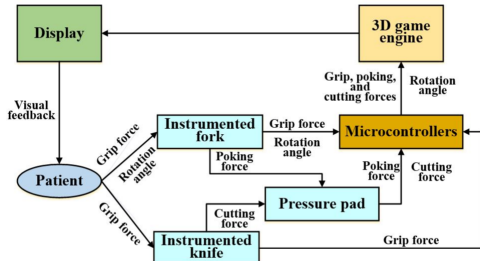 Display
3D game
engine
Visual
feedback
Grip, poking,
and
cutting forces
Rotation
angle
Grip force
Rotation
angle
Instrumented
fork
Grip force
Rotation
angle
Microcontrollers
Patient
Poking
force
Poking
force
Cutting
force
Pressure pad
Grip force
Cutting
force
Instrumented
knife
Grip force